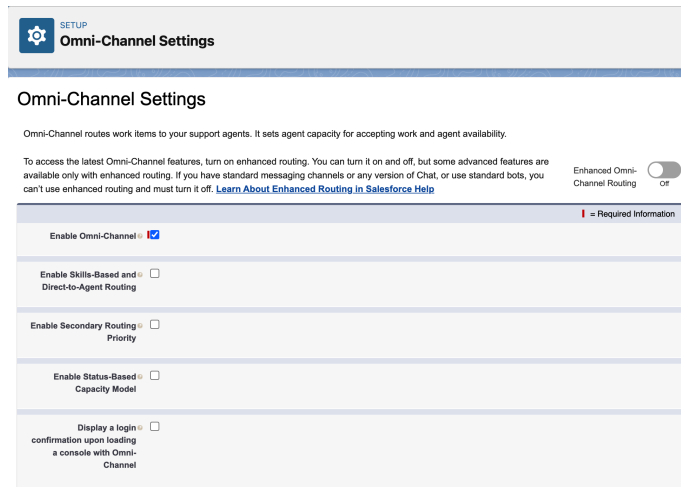 SETUP
Omni-Channel Settings
Omni-Channel Settings
Omni-Channel routes work items to your support agents. It sets agent capacity for accepting work and agent availability.
To access the latest Omni-Channel features, turn on enhanced routing. You can turn it on and off, but some advanced features are
available only with enhanced routing. If you have standard messaging channels or any version of Chat, or use standard bots, you
can't use enhanced routing and must turn it off. Learn About Enhanced Routing in Salesforce Help
Enhanced Omni-
Channel Routing
Off
= Required Information
Enable Omni-Channel
Enable Skills-Based and
Direct-to-Agent Routing
Enable Secondary Routing
Priority
Enable Status-Based
Capacity Model
Display a login
confirmation upon loading
a console with Omni-
Channel